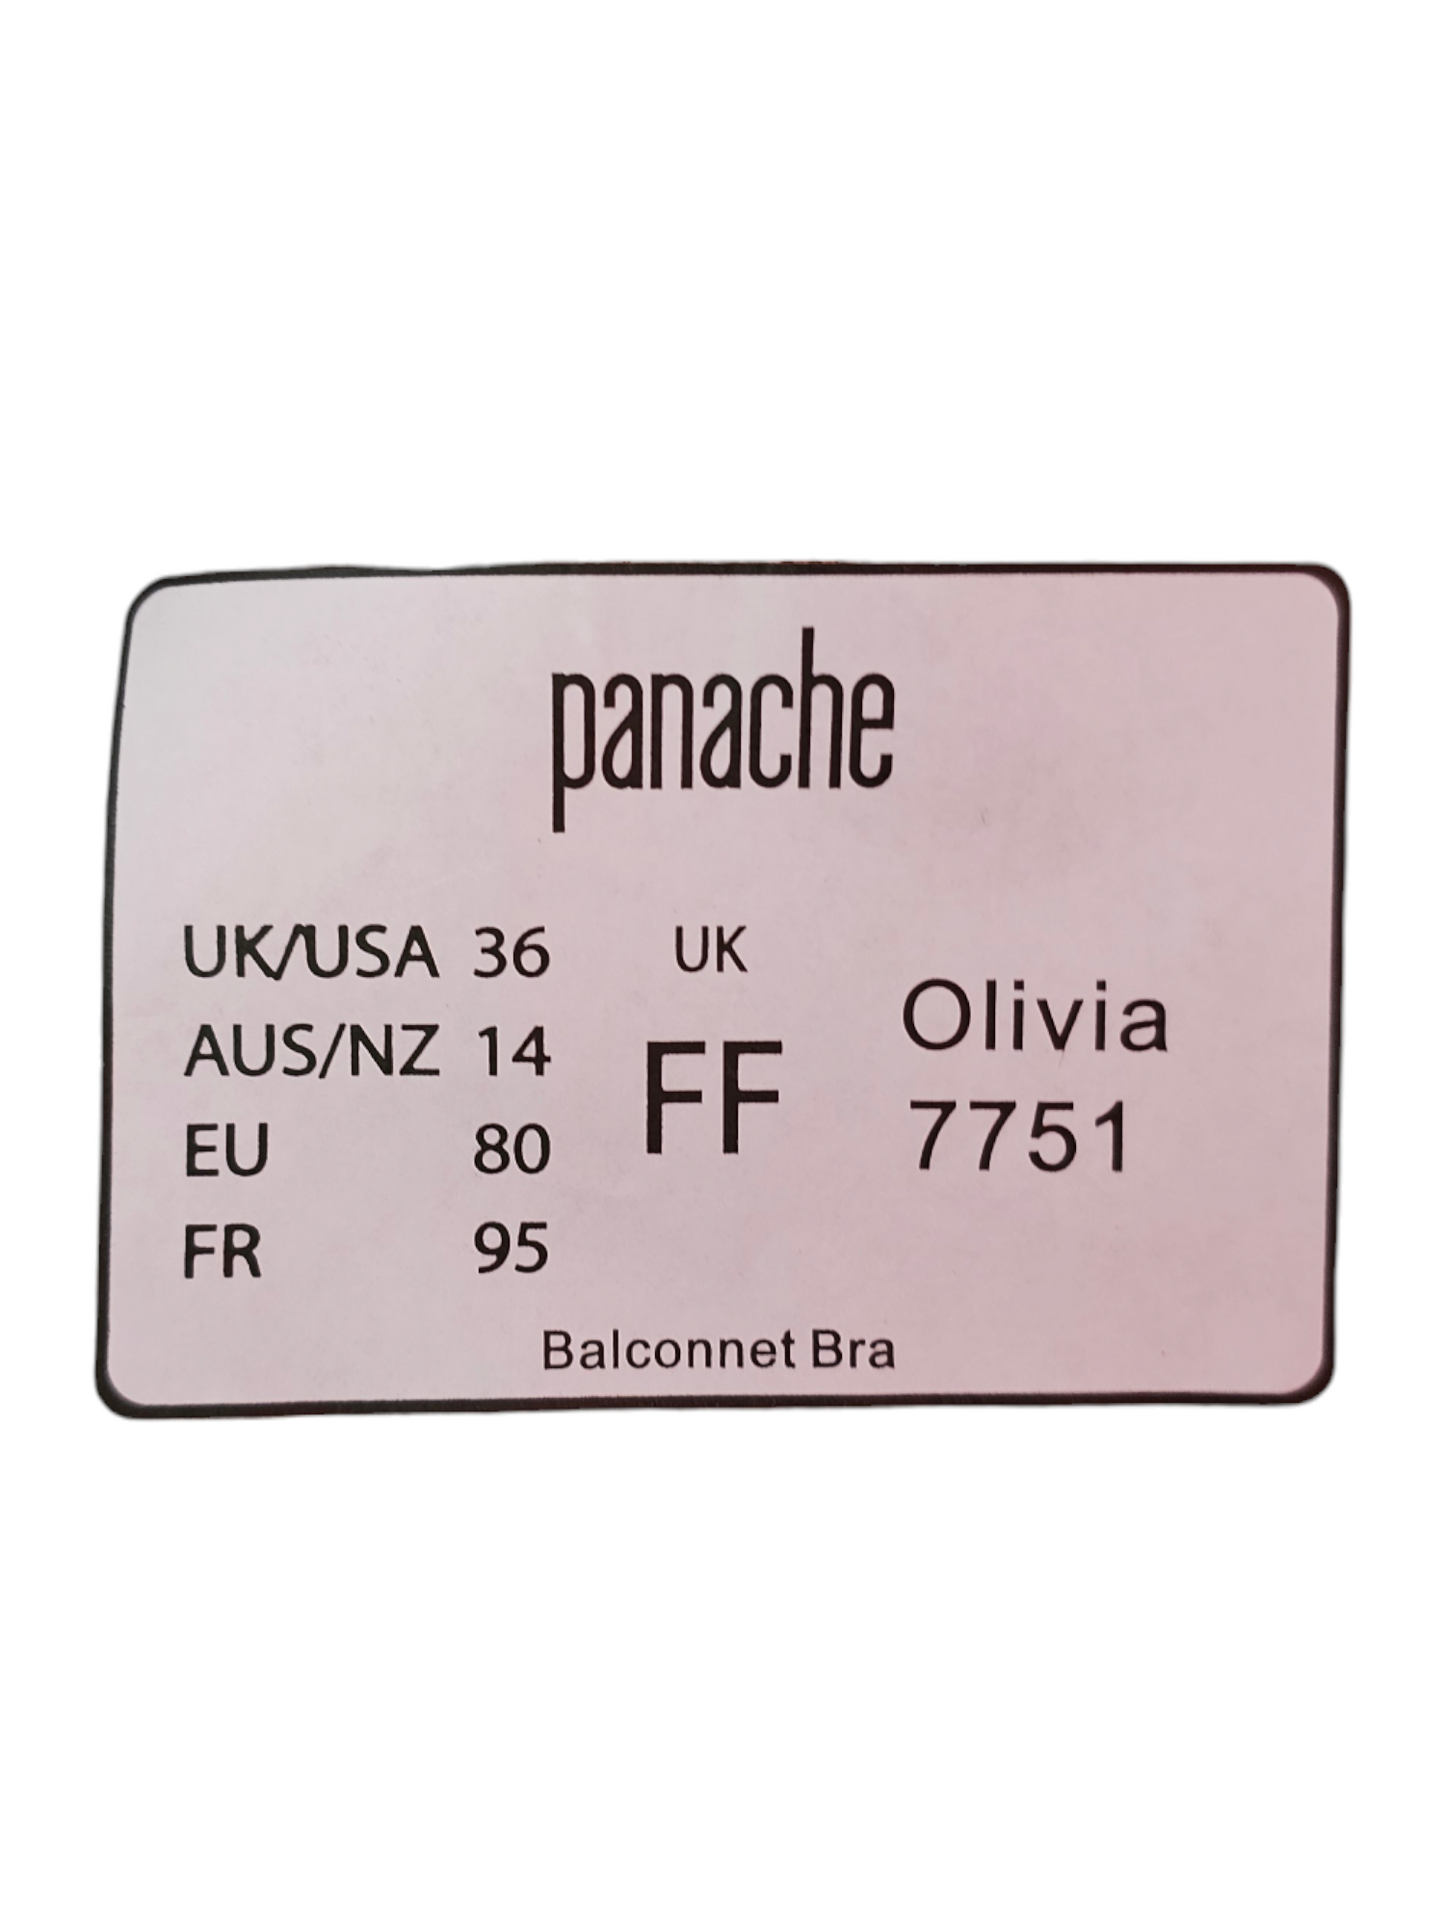 panache
UK/USA 36
AUS/NZ 14
EU 80
FR 95
UK
FF
Olivia
7751
Balconnet Bra